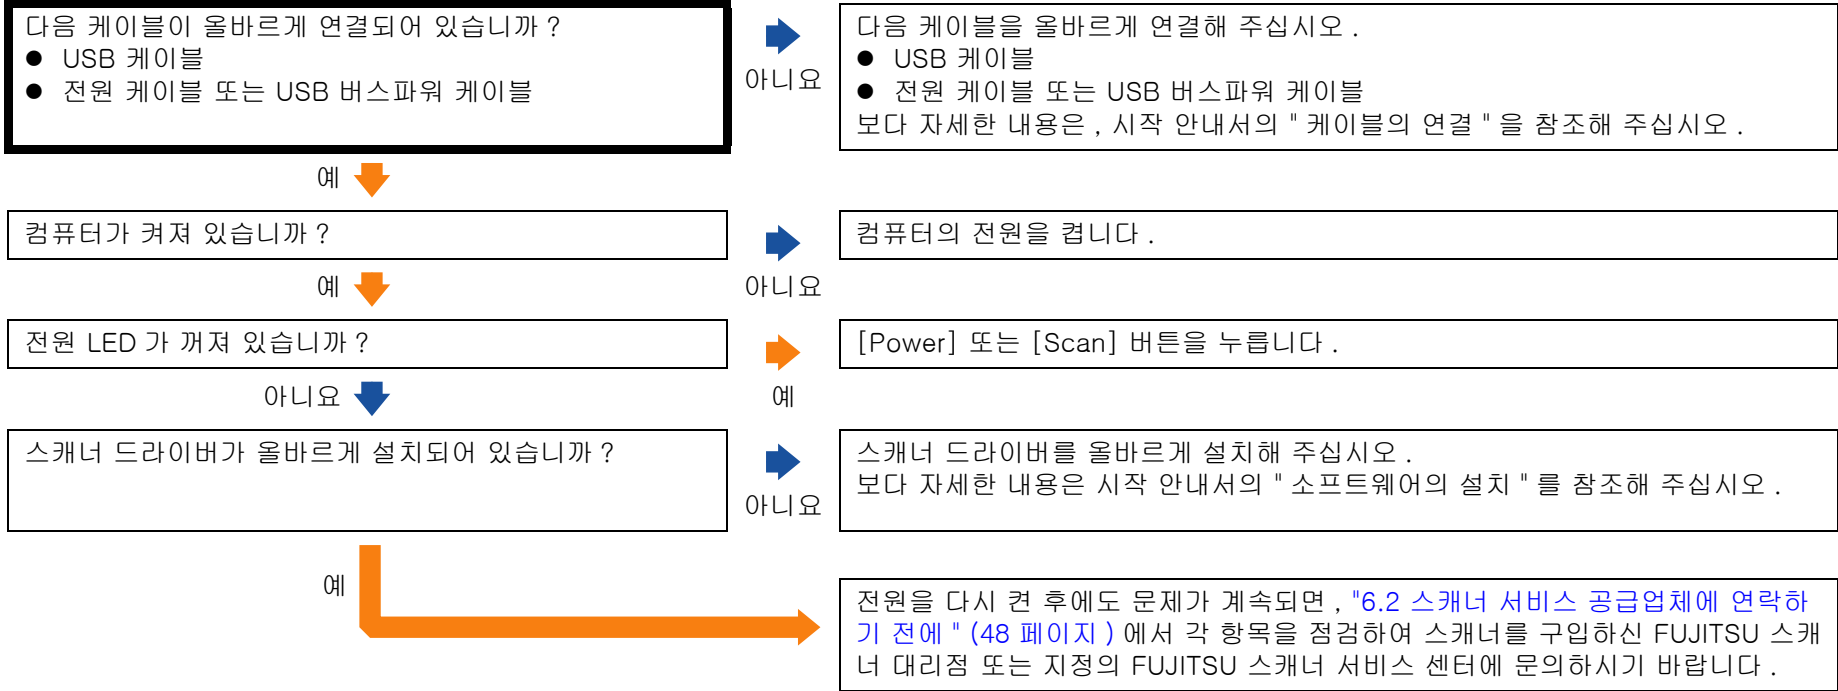 다음 케이블이 올바르게 연결되어 있습니까 ?
● USB 케이블
● 전원 케이블 또는 USB 버스파워 케이블
아니요
다음 케이블을 올바르게 연결해 주십시오 .
● USB 케이블
● 전원 케이블 또는 USB 버스파워 케이블
보다 자세한 내용은 , 시작 안내서의 " 케이블의 연결 " 을 참조해 주십시오 .
예
컴퓨터가 켜져 있습니까 ?
아니요
컴퓨터의 전원을 켭니다 .
예
전원 LED 가 꺼져 있습니까 ?
예
[Power] 또는 [Scan] 버튼을 누릅니다 .
아니요
스캐너 드라이버가 올바르게 설치되어 있습니까 ?
아니요
스캐너 드라이버를 올바르게 설치해 주십시오 .
보다 자세한 내용은 시작 안내서의 " 소프트웨어의 설치 " 를 참조해 주십시오 .
예
전원을 다시 켠 후에도 문제가 계속되면 , "6.2 스캐너 서비스 공급업체에 연락하
기 전에 " (48 페이지 ) 에서 각 항목을 점검하여 스캐너를 구입하신 FUJITSU 스캐
너 대리점 또는 지정의 FUJITSU 스캐너 서비스 센터에 문의하시기 바랍니다 .